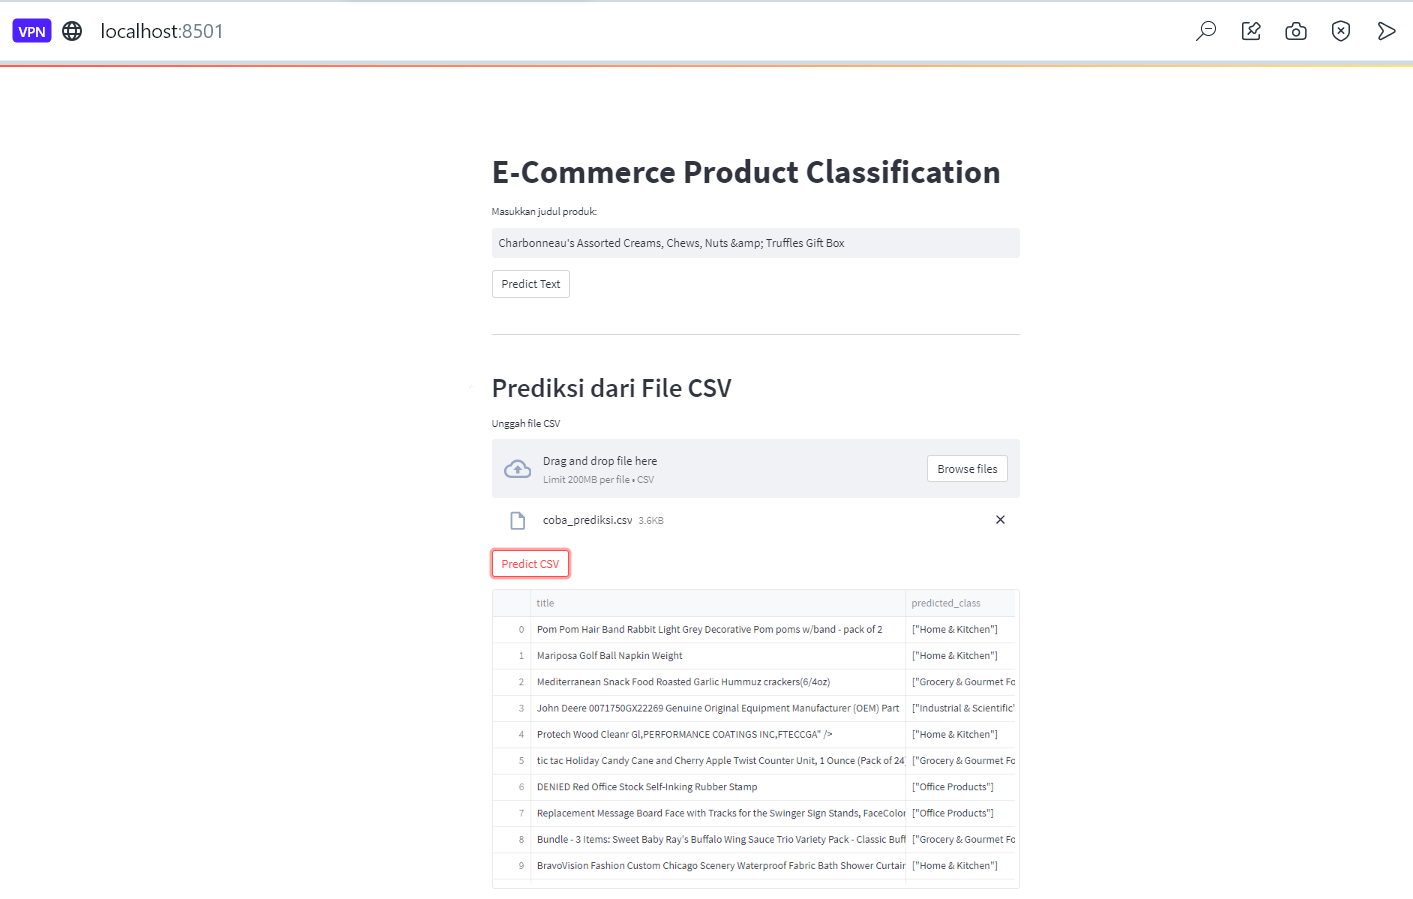 VPN localhost:8501
E-Commerce Product Classification
Masukkan judul produk:
Charbonneau's Assorted Creams, Chews, Nuts &amp; Truffles Gift Box
Predict Text
Prediksi dari File CSV
Unggah file CSV
Drag and drop file here
Limit 200MB per file • CSV
Browse files
coba_prediksi.csv 3.6KB
Predict CSV
title predicted_class
0 Pom Pom Hair Band Rabbit Light Grey Decorative Pom poms w/band - pack of 2 ["Home & Kitchen"]
1 Mariposa Golf Ball Napkin Weight ["Home & Kitchen"]
2 Mediterranean Snack Food Roasted Garlic Hummuz crackers(6/4oz) ["Grocery & Gourmet Fo
3 John Deere 0071750GX22269 Genuine Original Equipment Manufacturer (OEM) Part ["Industrial & Scientific"
4 Protech Wood Cleanr Gl,PERFORMANCE COATINGS INC,FTECCGA" /> ["Home & Kitchen"]
5 tic tac Holiday Candy Cane and Cherry Apple Twist Counter Unit, 1 Ounce (Pack of 24) ["Grocery & Gourmet Fo
6 DENIED Red Office Stock Self-Inking Rubber Stamp ["Office Products"]
7 Replacement Message Board Face with Tracks for the Swinger Sign Stands, FaceColor ["Office Products"]
8 Bundle - 3 Items: Sweet Baby Ray's Buffalo Wing Sauce Trio Variety Pack - Classic Buff ["Grocery & Gourmet Fo
9 BravoVision Fashion Custom Chicago Scenery Waterproof Fabric Bath Shower Curtain ["Home & Kitchen"]